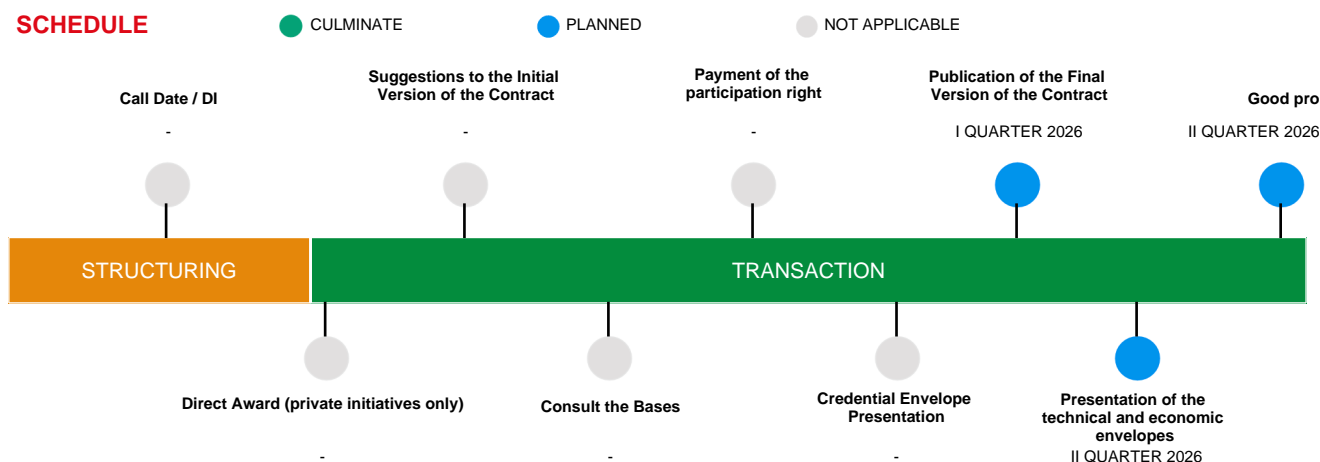 SCHEDULE
CULMINATE
PLANNED
NOT APPLICABLE
Call Date / DI
-
Suggestions to the Initial
Version of the Contract
-
Payment of the
participation right
-
Publication of the Final
Version of the Contract
I QUARTER 2026
Good pro
II QUARTER 2026
STRUCTURING
TRANSACTION
Direct Award (private initiatives only)
-
Consult the Bases
-
Credential Envelope
Presentation
-
Presentation of the
technical and economic
envelopes
II QUARTER 2026